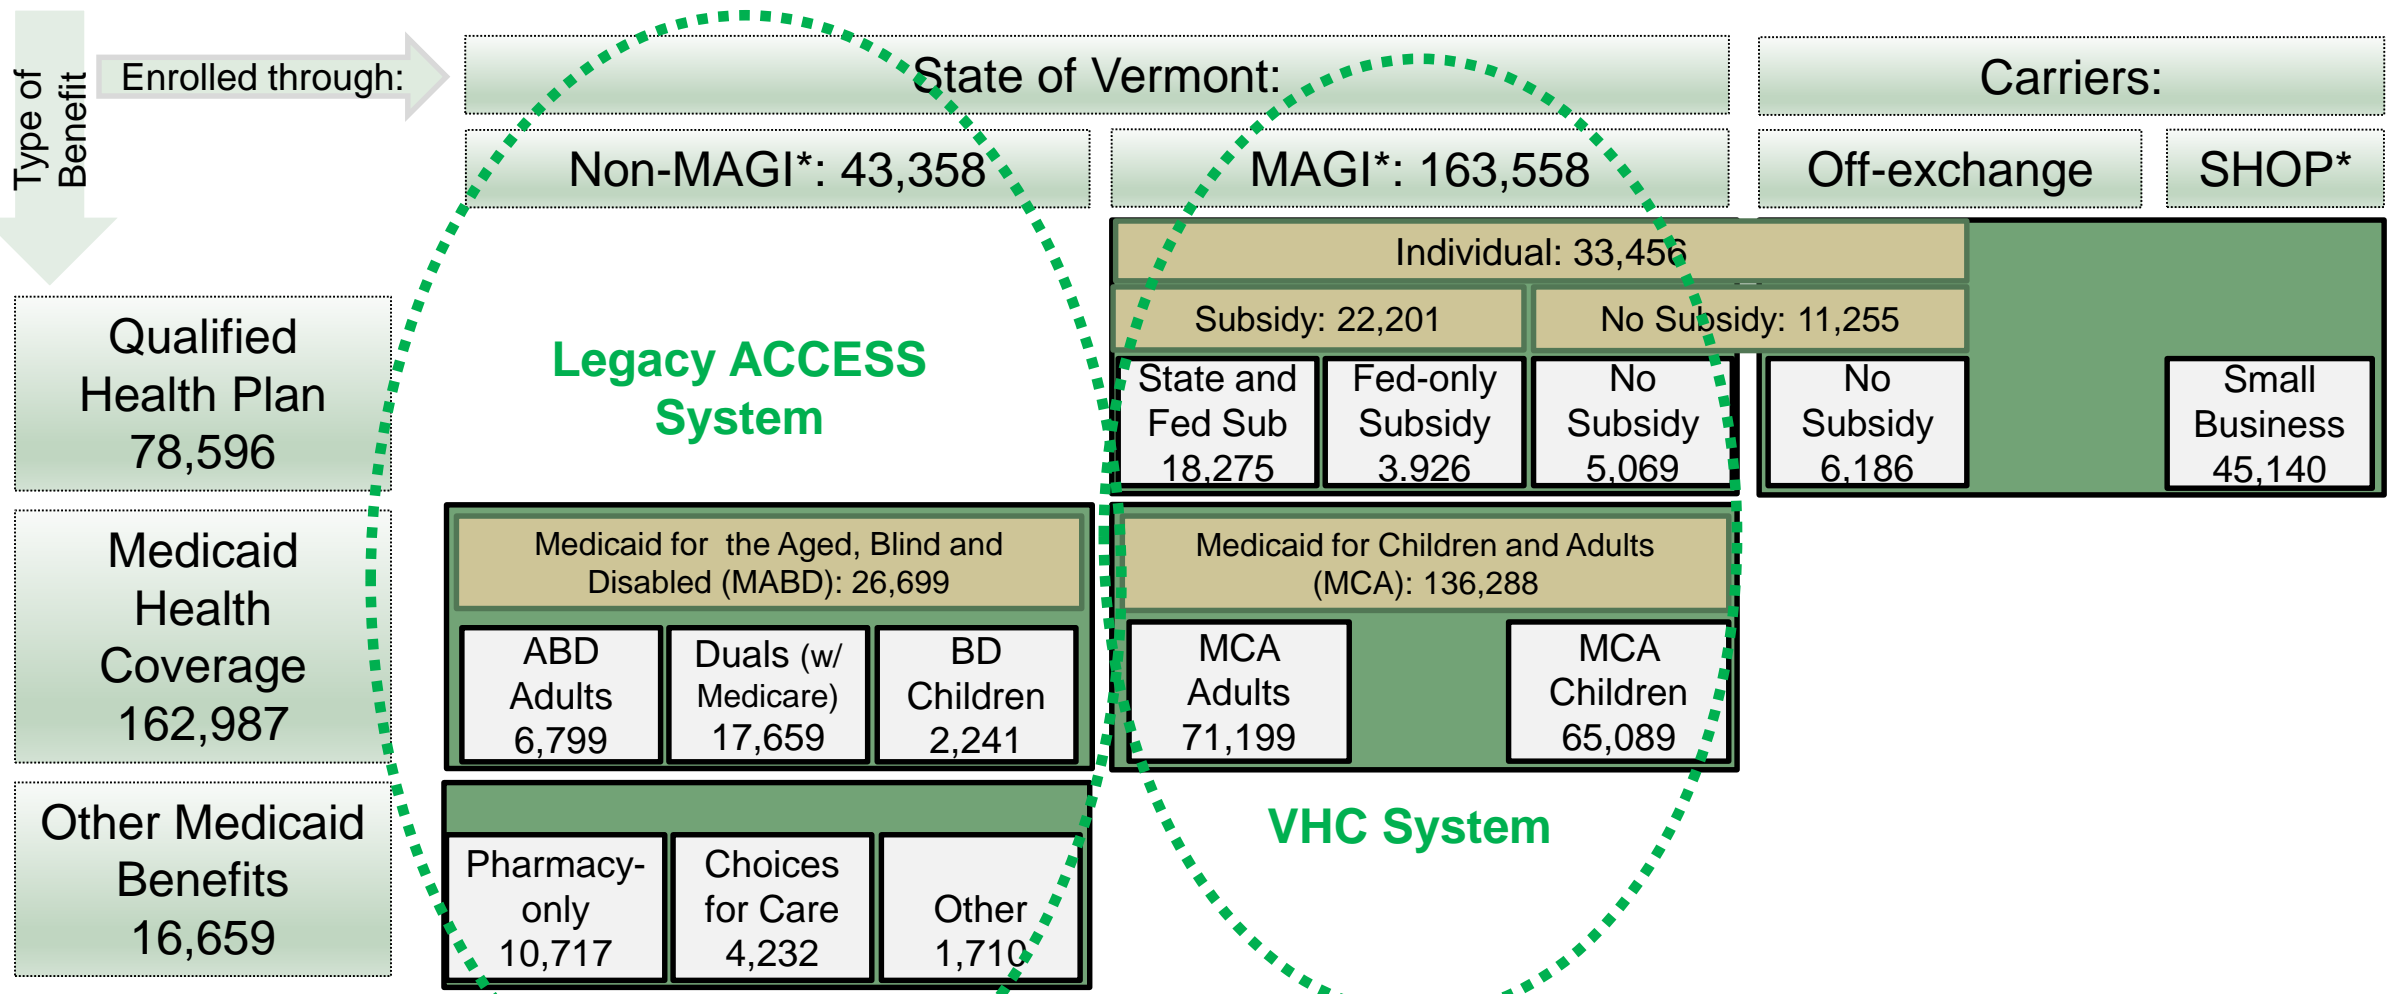 Type of
Benefit
Enrolled through:
State of Vermont:
Carriers:
Non-MAGI*: 43,358
MAGI*: 163,558
Off-exchange
SHOP*
Individual: 33,456
Subsidy: 22,201
No Subsidy: 11,255
Qualified
Health Plan
78,596
Legacy ACCESS
System
State and
Fed Sub
18,275
Fed-only
Subsidy
3.926
No
Subsidy
5,069
No
Subsidy
6,186
Small
Business
45,140
Medicaid
Health
Coverage
162,987
Medicaid for the Aged, Blind and
Disabled (MABD): 26,699
ABD
Adults
6,799
Duals (w/
Medicare)
17,659
BD
Children
2,241
Medicaid for Children and Adults
(MCA): 136,288
MCA
Adults
71,199
MCA
Children
65,089
Other Medicaid
Benefits
16,659
Pharmacy-
only
10,717
Choices
for Care
4,232
Other
1,710
VHC System